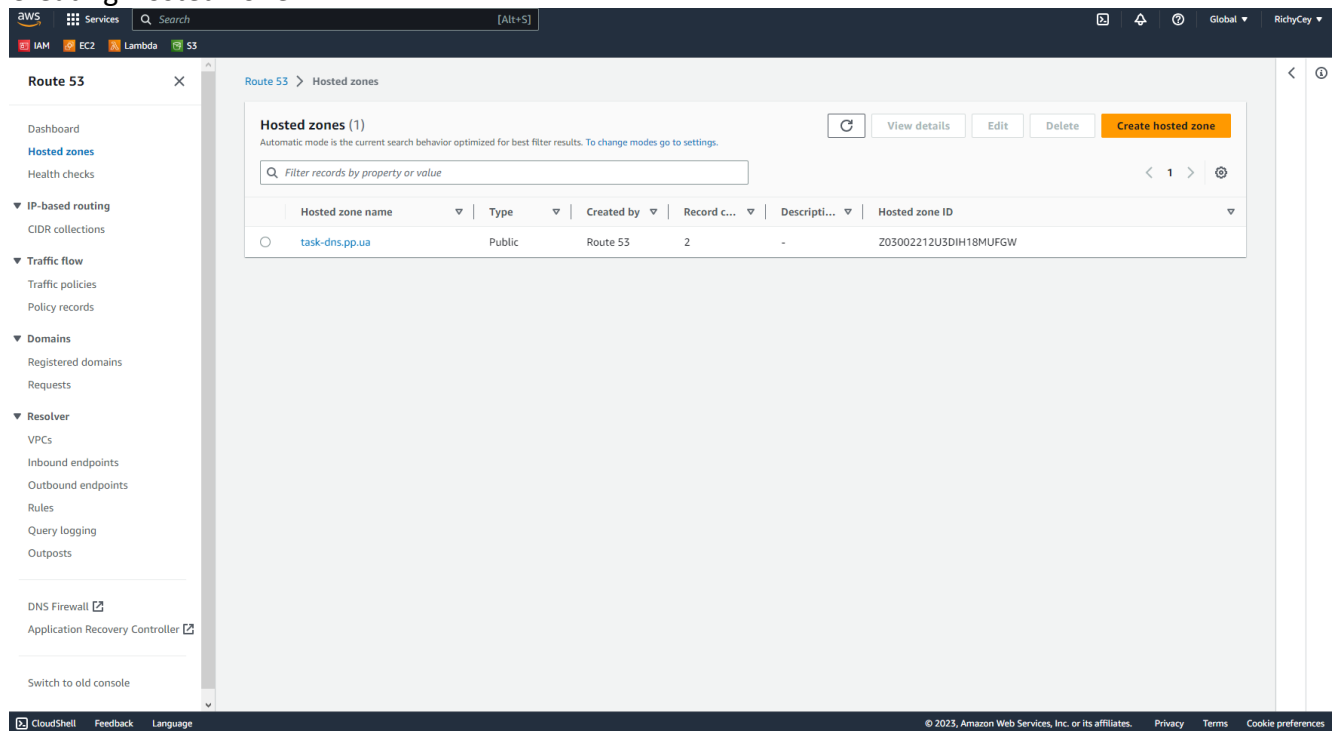 Creating Hosted Zone
aws Services Search [Alt+S] Global RichyCey
IAM EC2 Lambda S3
Route 53
Dashboard
Hosted zones
Health checks
IP-based routing
CIDR collections
Traffic flow
Traffic policies
Policy records
Domains
Registered domains
Requests
Resolver
VPCs
Inbound endpoints
Outbound endpoints
Rules
Query logging
Outposts
DNS Firewall
Application Recovery Controller
Switch to old console
Route 53 > Hosted zones
Hosted zones (1) View details Edit Delete Create hosted zone
Automatic mode is the current search behavior optimized for best filter results. To change modes go to settings.
Filter records by property or value 1
Hosted zone name Type Created by Record c... Descripti... Hosted zone ID
task-dns.pp.ua Public Route 53 2 - Z03002212U3DIH18MUFGW
CloudShell Feedback Language © 2023, Amazon Web Services, Inc. or its affiliates. Privacy Terms Cookie preferences